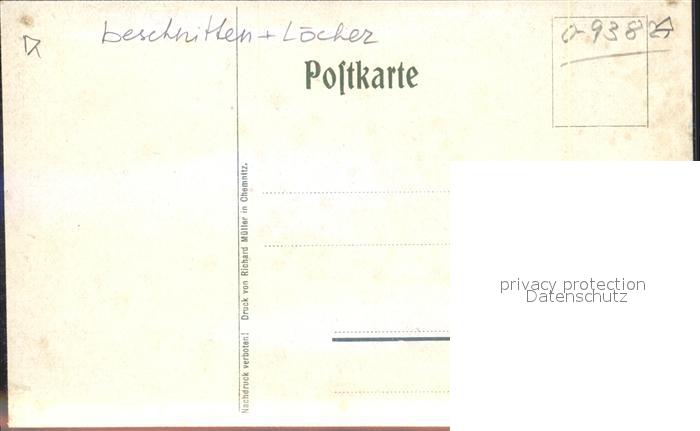 beschnitten + Löcher
0-9382
Poſtkarte
Nachdruck verboten! Druck von Richard Müller in Chemnitz.
privacy protection
Datenschutz